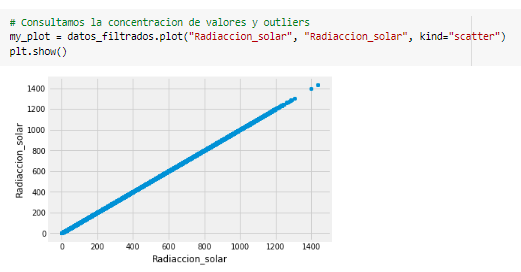 # Consultamos la concentracion de valores y outliers
my_plot = datos_filtrados.plot("Radiaccion_solar", "Radiaccion_solar", kind="scatter")
plt.show()
1400
1200
1000
800
600
400
200
0
Radiaccion_solar
0 200 400 600 800 1000 1200 1400
Radiaccion_solar